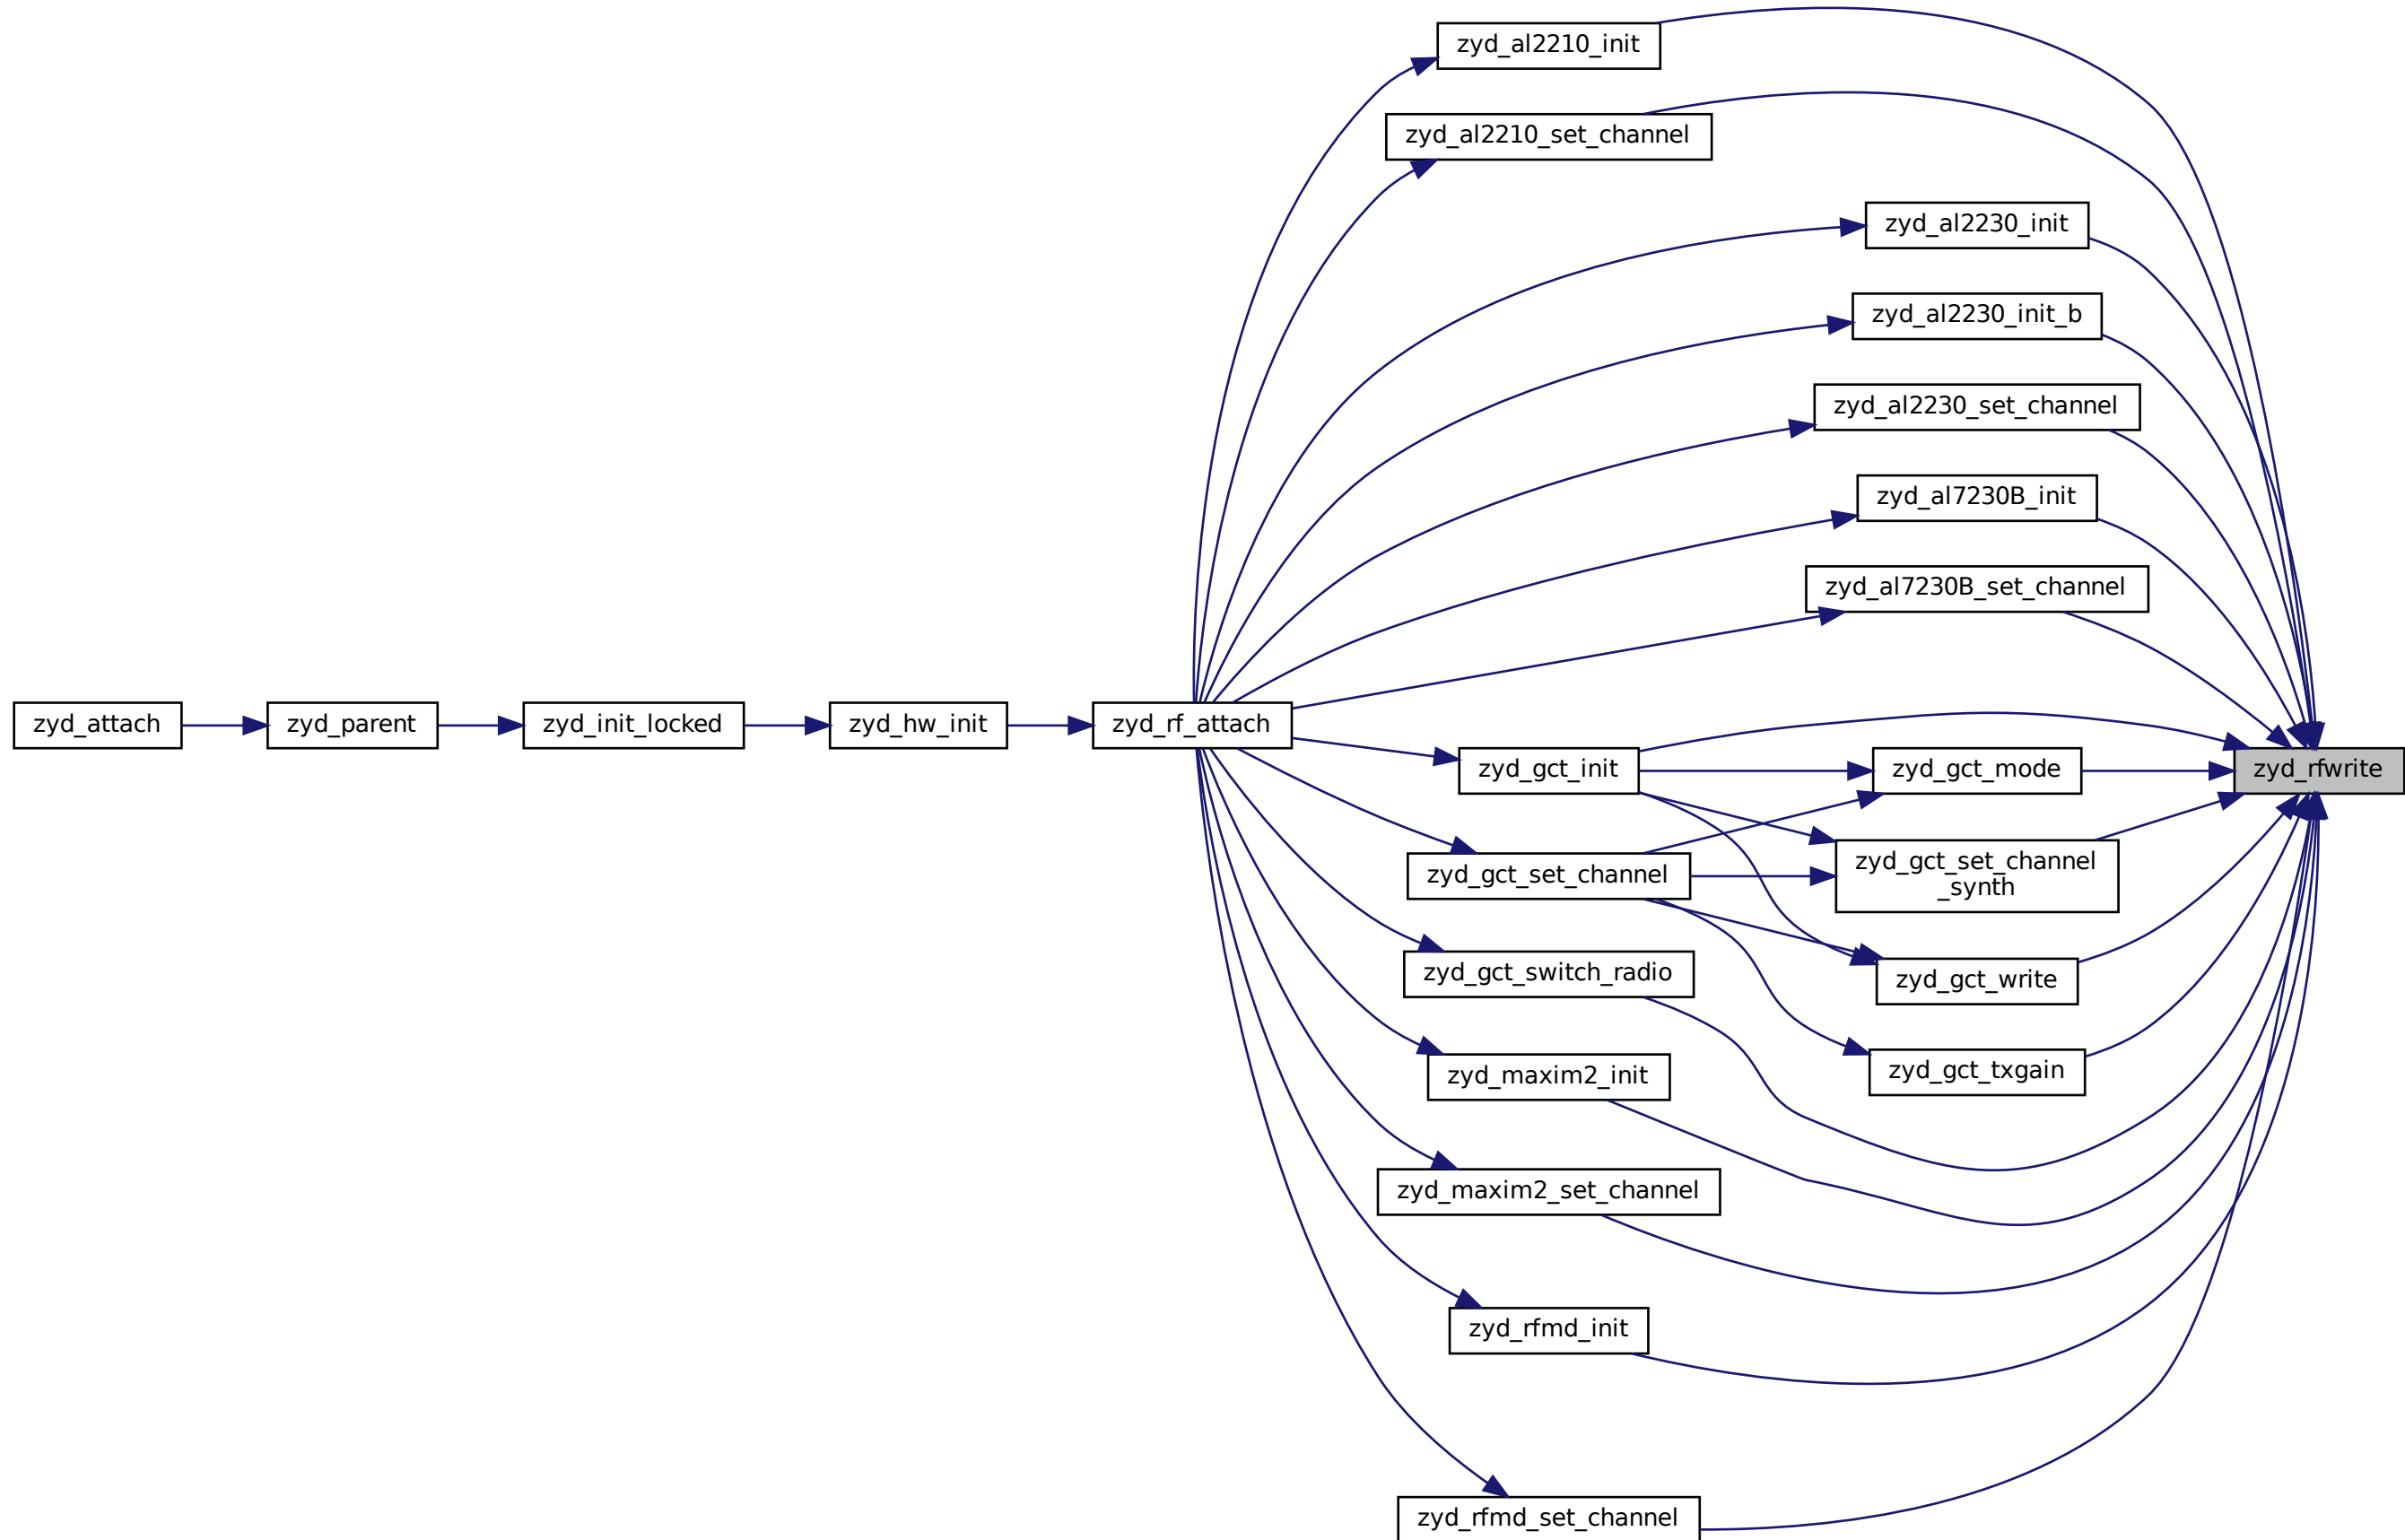 zyd_al2210_init
zyd_al2210_set_channel
zyd_al2230_init
zyd_al2230_init_b
zyd_al2230_set_channel
zyd_al7230B_init
zyd_al7230B_set_channel
zyd_attach
zyd_parent
zyd_init_locked
zyd_hw_init
zyd_rf_attach
zyd_gct_init
zyd_gct_mode
zyd_rfwrite
zyd_gct_set_channel
zyd_gct_set_channel
_synth
zyd_gct_switch_radio
zyd_gct_write
zyd_maxim2_init
zyd_gct_txgain
zyd_maxim2_set_channel
zyd_rfmd_init
zyd_rfmd_set_channel